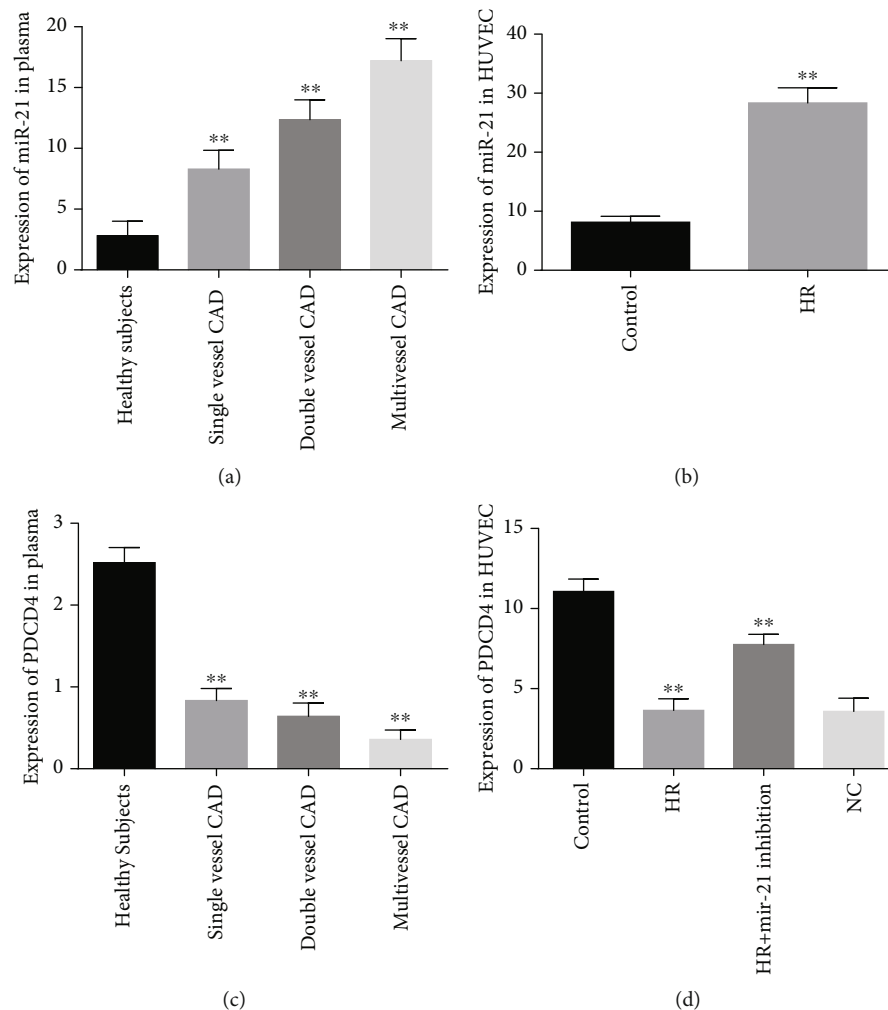 Expression of miR-21 in plasma
20
15
10
5
0
**
**
**
Healthy subjects
Single vessel CAD
Double vessel CAD
Multivessel CAD
(a)
Expression of miR-21 in HUVEC
40
30
20
10
0
**
Control
HR
(b)
Expression of PDCD4 in plasma
3
2
1
0
**
**
**
Healthy Subjects
Single vessel CAD
Double vessel CAD
Multivessel CAD
(c)
Expression of PDCD4 in HUVEC
15
10
5
0
**
**
Control
HR
HR+mir-21 inhibition
NC
(d)